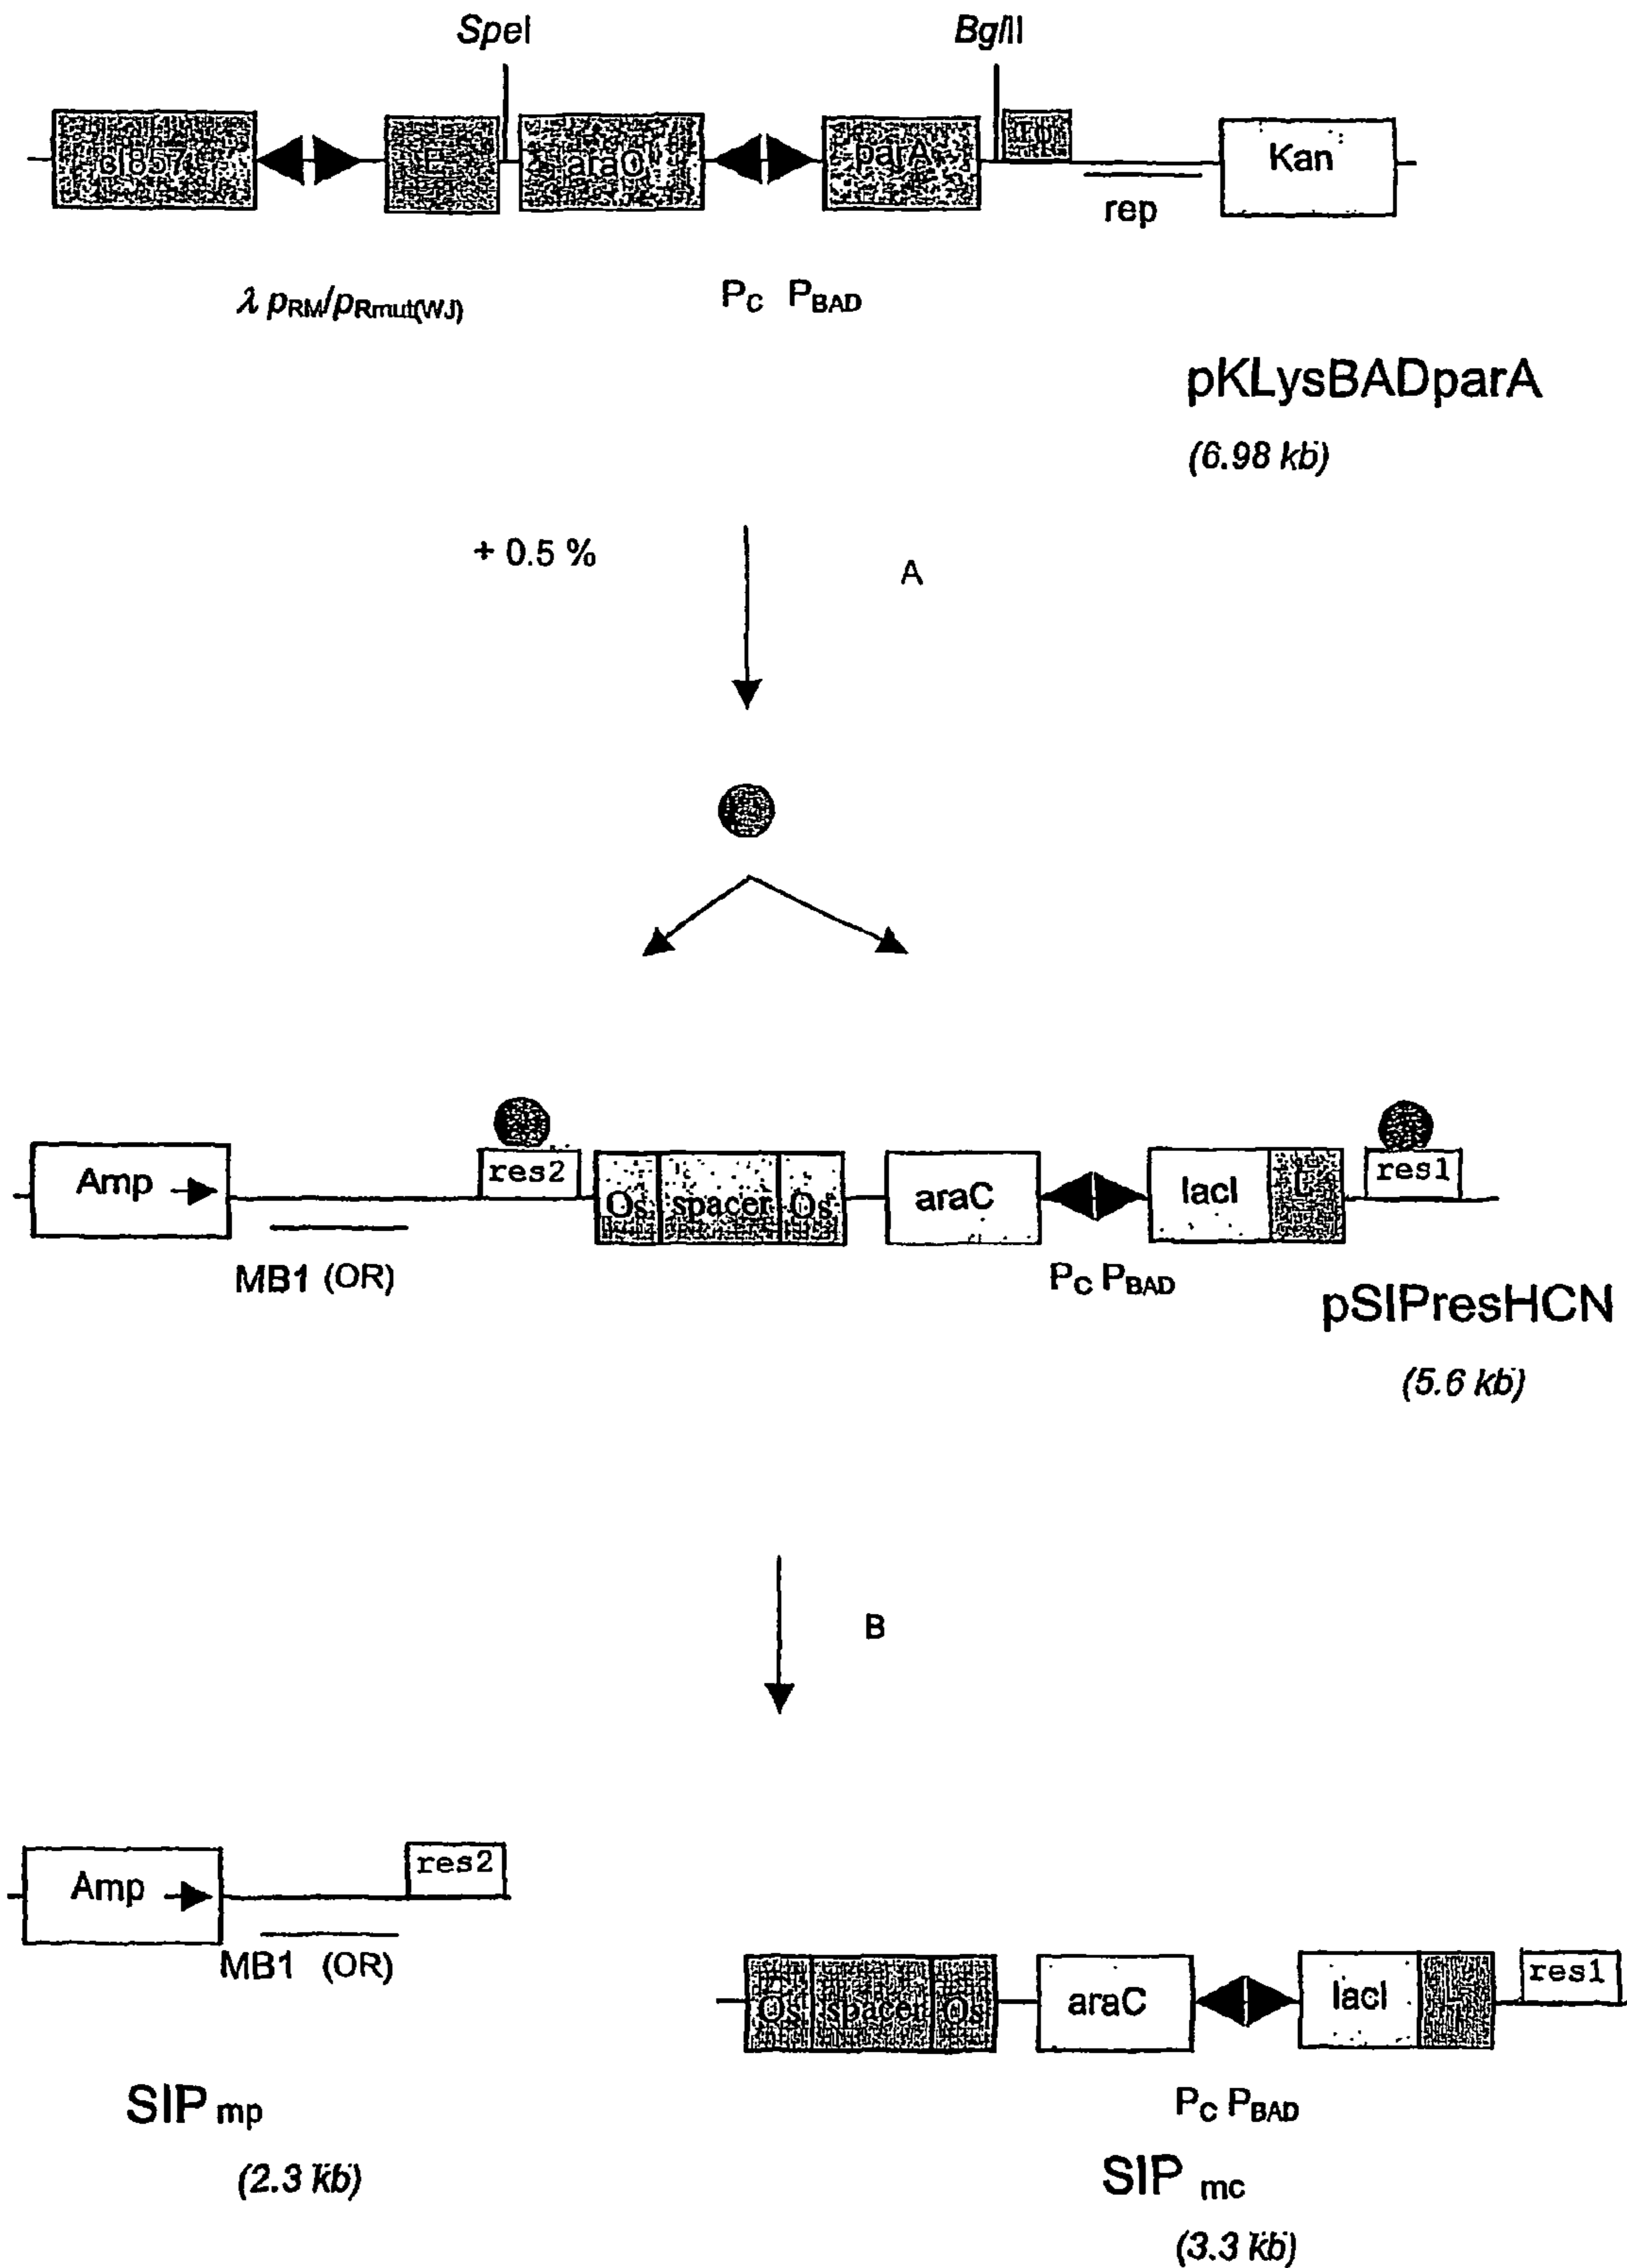 SpeI BglII
cI857 E araC parA Kan
rep
λ pRM/pRmut(WJ) PC PBAD
pKLysBADparA
(6.98 kb)
+ 0.5 % A
Amp res2 Os spacer Os araC lacI L res1
MB1 (OR) PC PBAD
pSIPresHCN
(5.6 kb)
B
Amp res2
MB1 (OR)
Os spacer Os araC lacI L res1
SIP mp
(2.3 kb)
PC PBAD
SIP mc
(3.3 kb)